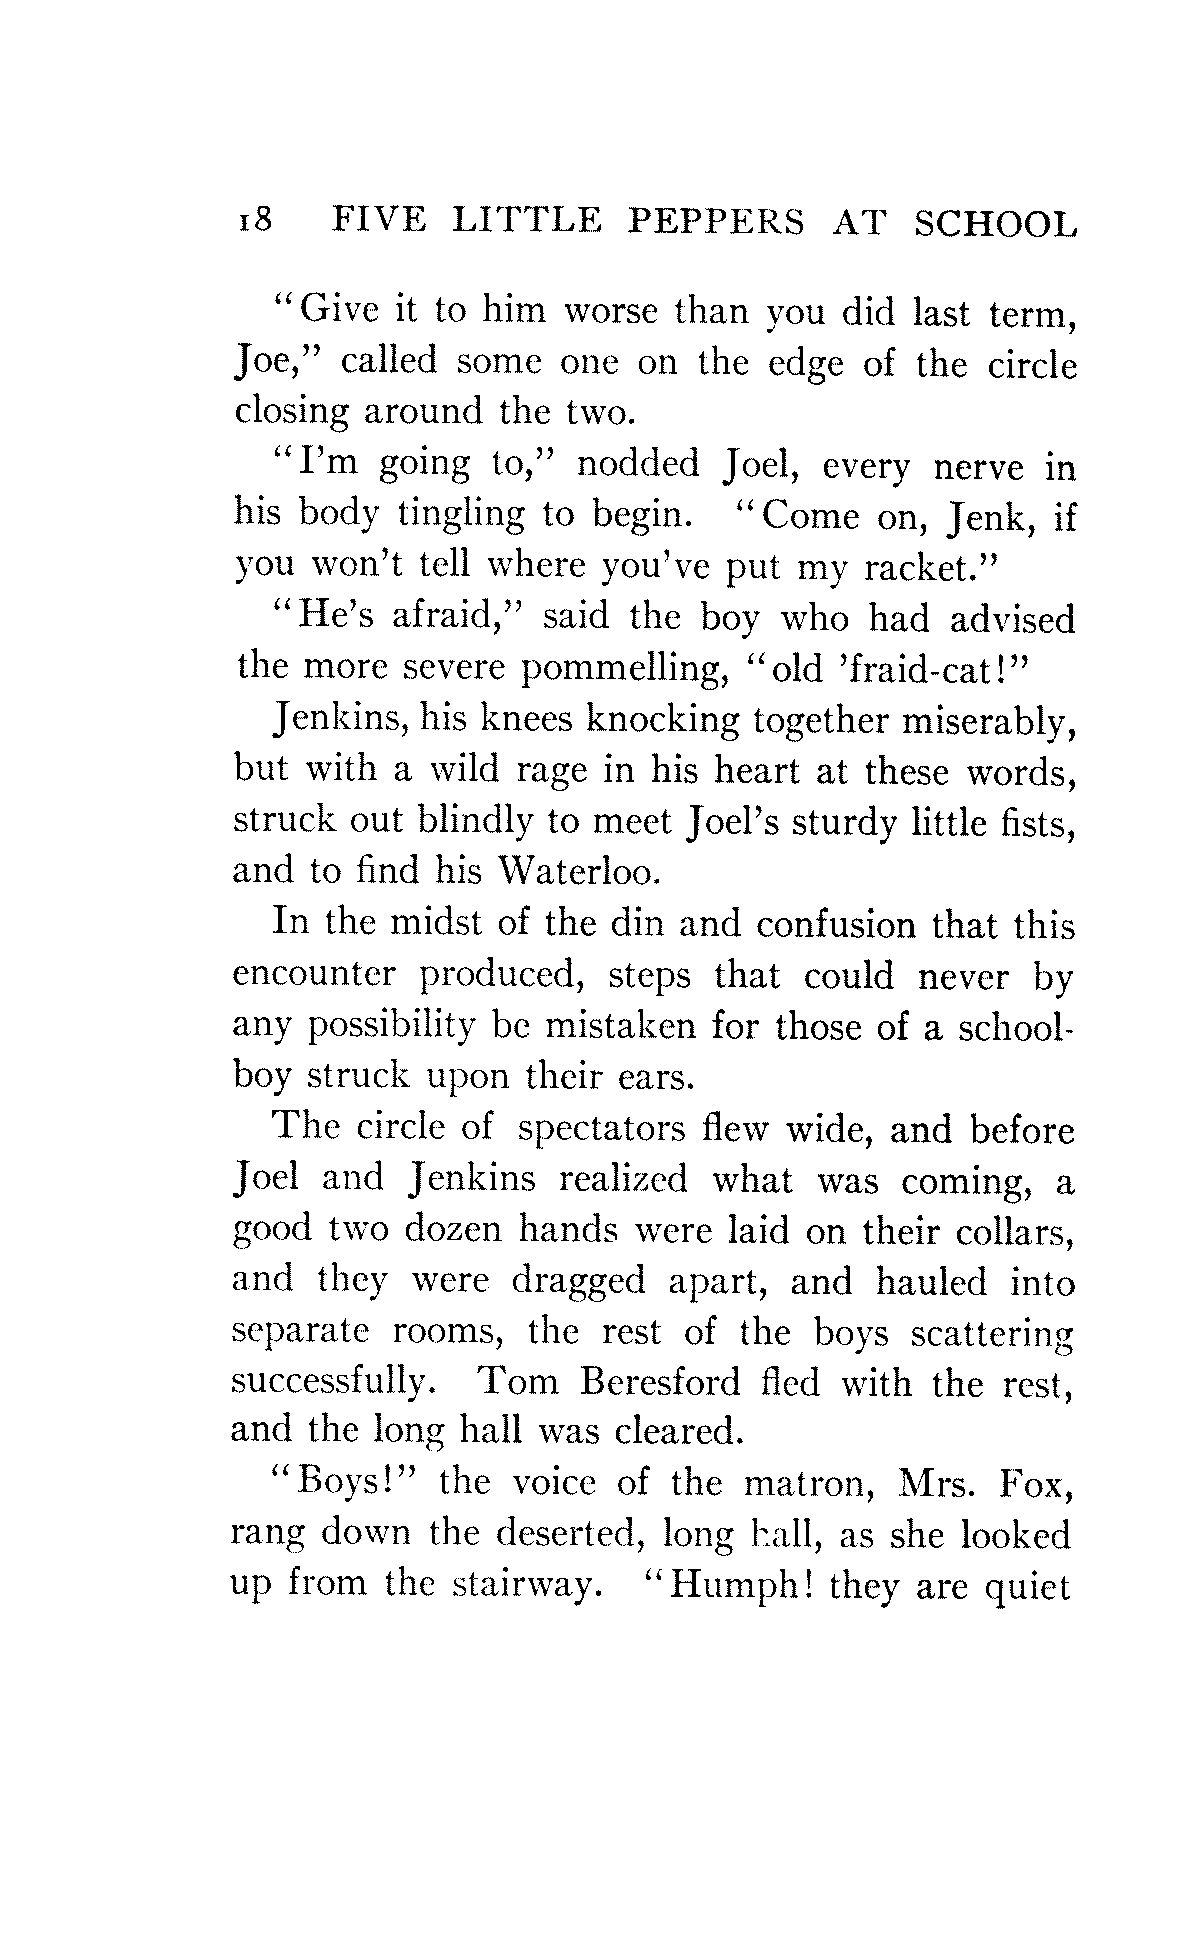 18 FIVE LITTLE PEPPERS AT SCHOOL
“Give it to him worse than you did last term,
Joe,” called some one on the edge of the circle
closing around the two.
“I’m going to,” nodded Joel, every nerve in
his body tingling to begin. “Come on, Jenk, if
you won’t tell where you’ve put my racket.”
“He’s afraid,” said the boy who had advised
the more severe pommelling, “old ’fraid-cat!”
Jenkins, his knees knocking together miserably,
but with a wild rage in his heart at these words,
struck out blindly to meet Joel’s sturdy little fists,
and to find his Waterloo.
In the midst of the din and confusion that this
encounter produced, steps that could never by
any possibility be mistaken for those of a school-
boy struck upon their ears.
The circle of spectators flew wide, and before
Joel and Jenkins realized what was coming, a
good two dozen hands were laid on their collars,
and they were dragged apart, and hauled into
separate rooms, the rest of the boys scattering
successfully. Tom Beresford fled with the rest,
and the long hall was cleared.
“Boys!” the voice of the matron, Mrs. Fox,
rang down the deserted, long hall, as she looked
up from the stairway. “Humph! they are quiet